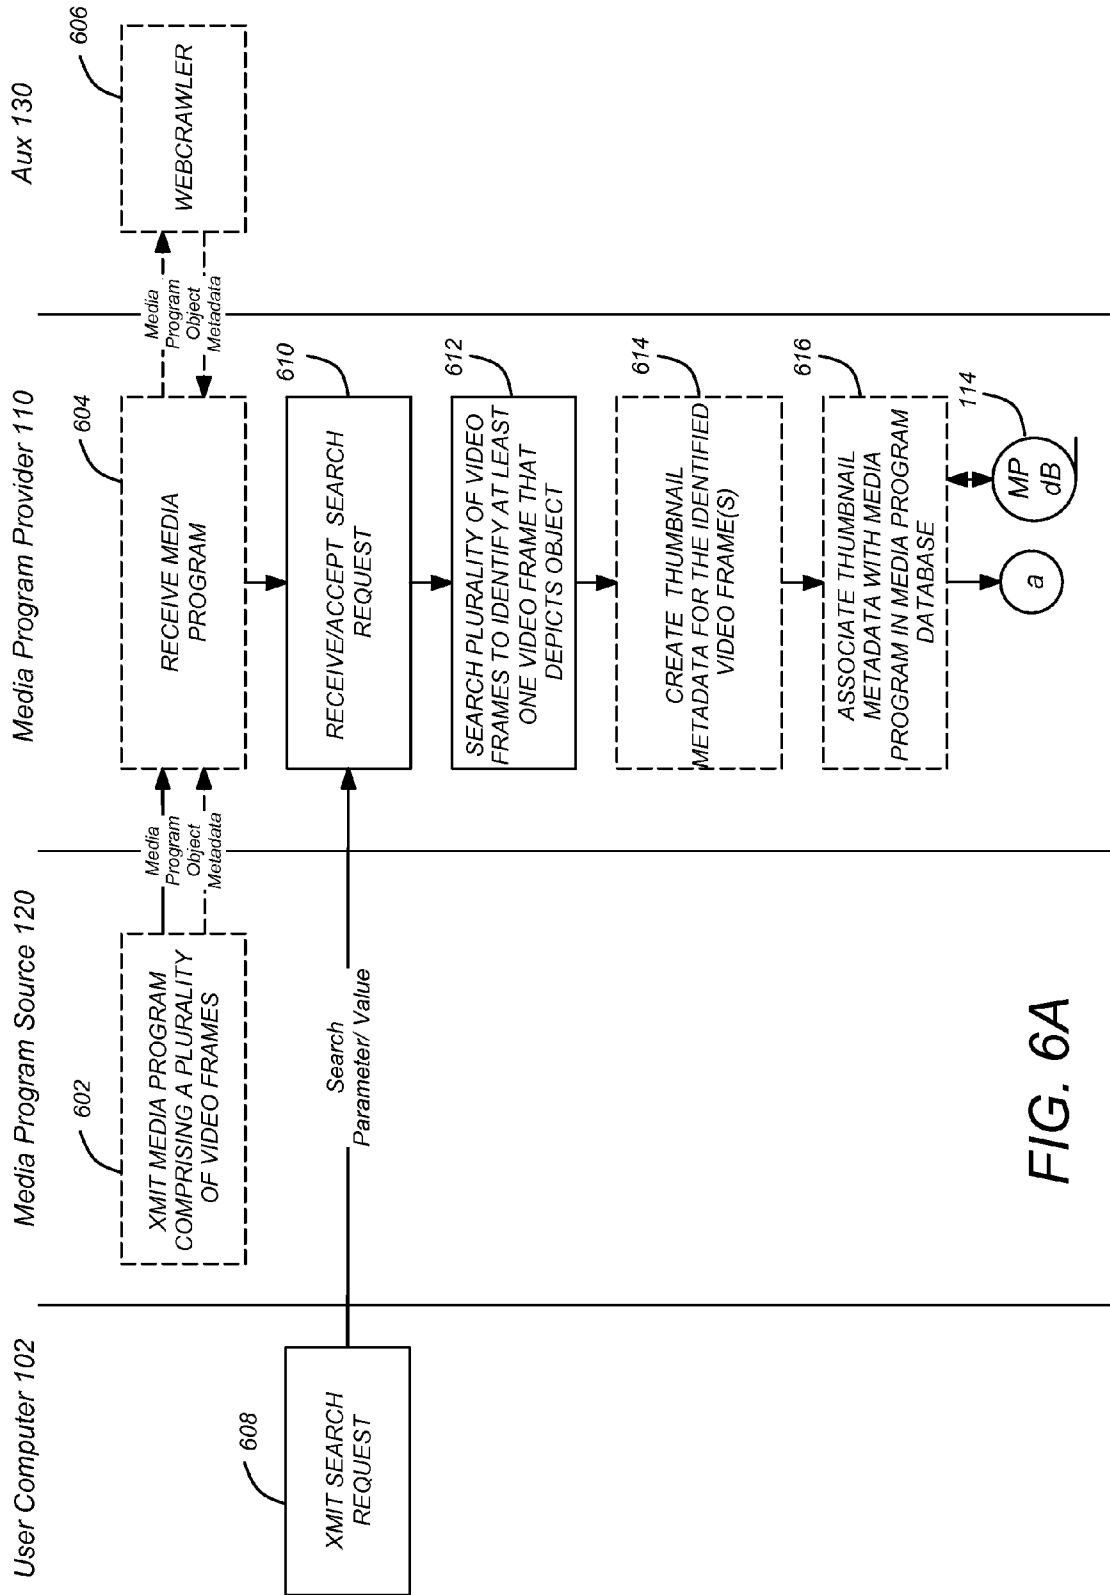 User Computer 102
Media Program Source 120
Media Program Provider 110
Aux 130
602
XMIT MEDIA PROGRAM
COMPRISING A PLURALITY
OF VIDEO FRAMES
Media
Program
Object
Metadata
604
RECEIVE MEDIA
PROGRAM
Media
Program
Object
Metadata
606
WEBCRAWLER
608
XMIT SEARCH
REQUEST
Search
Parameter/ Value
610
RECEIVE/ACCEPT SEARCH
REQUEST
612
SEARCH PLURALITY OF VIDEO
FRAMES TO IDENTIFY AT LEAST
ONE VIDEO FRAME THAT
DEPICTS OBJECT
614
CREATE THUMBNAIL
METADATA FOR THE IDENTIFIED
VIDEO FRAME(S)
616
ASSOCIATE THUMBNAIL
METADATA WITH MEDIA
PROGRAM IN MEDIA PROGRAM
DATABASE
114
MP
dB
a
FIG. 6A